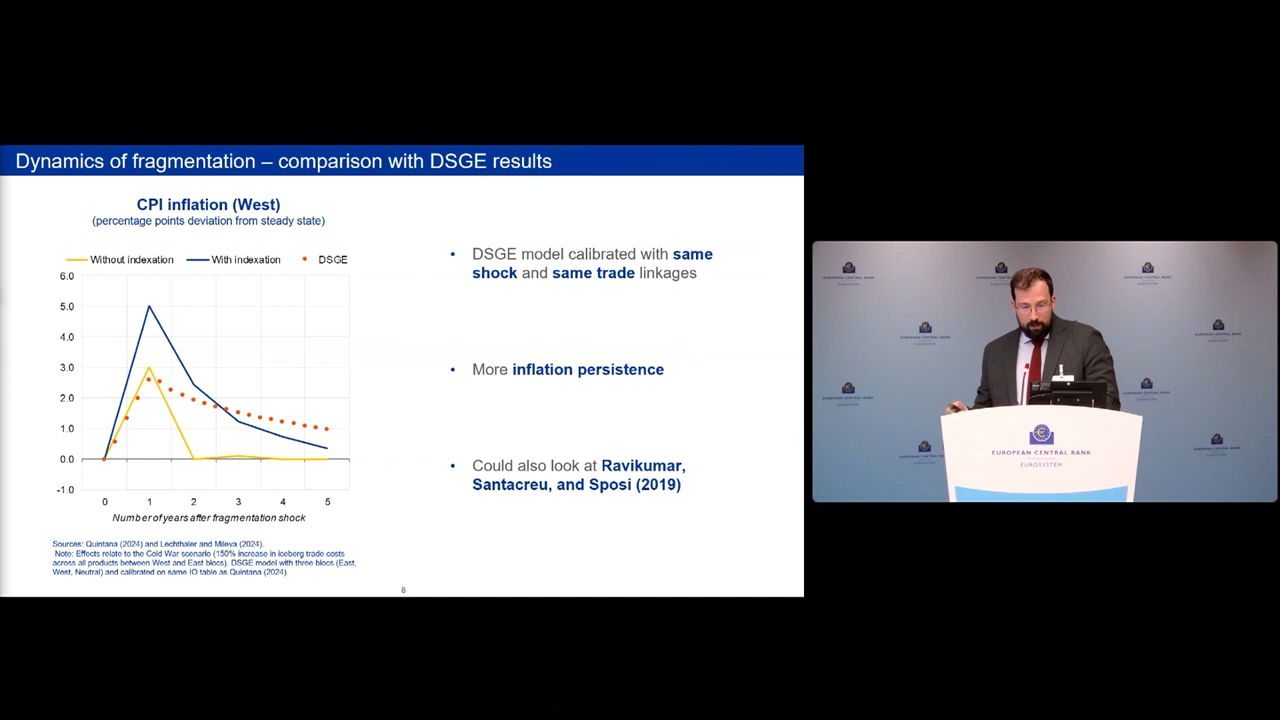 Dynamics of fragmentation – comparison with DSGE results
CPI inflation (West)
(percentage points deviation from steady state)
Without indexation
With indexation
DSGE
6.0
5.0
4.0
3.0
2.0
1.0
0.0
-1.0
0 1 2 3 4 5
Number of years after fragmentation shock
Sources: Quintana (2024) and Lechthaler and Mileva (2024).
Note: Effects relate to the Cold War scenario (150% increase in iceberg trade costs
across all products between West and East blocs). DSGE model with three blocs (East,
West, Neutral) and calibrated on same IO table as Quintana (2024).
• DSGE model calibrated with same
shock and same trade linkages
• More inflation persistence
• Could also look at Ravikumar,
Santacreu, and Sposi (2019)
8
EUROPEAN CENTRAL BANK
EUROSYSTEM